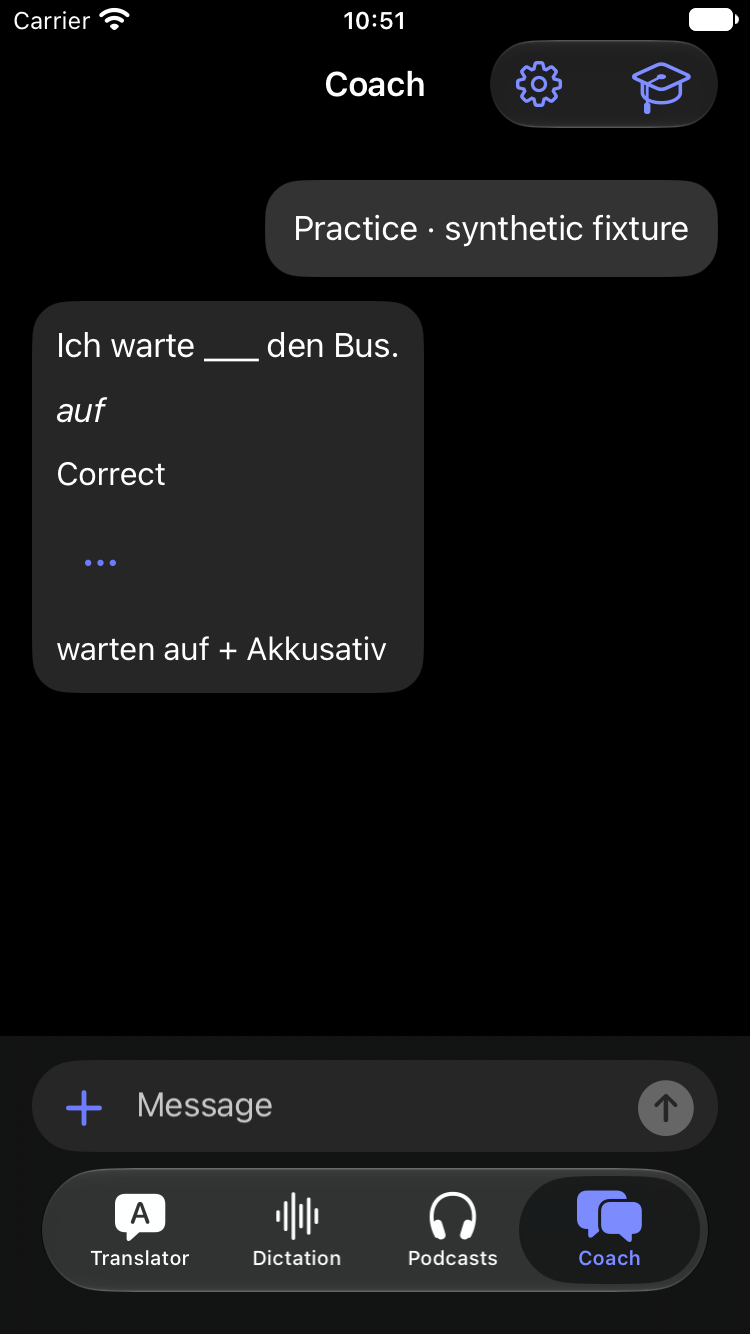 Carrier 10:51
Coach
Practice · synthetic fixture
Ich warte ___ den Bus.
auf
Correct
...
warten auf + Akkusativ
Message
A
Translator Dictation Podcasts Coach